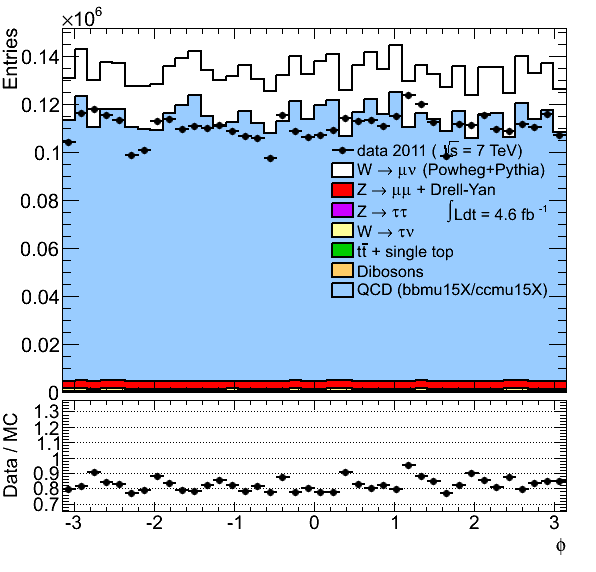 ×10⁶
Entries
0.14
0.12
0.1
0.08
0.06
0.04
0.02
0
data 2011 ( √s = 7 TeV)
W → μν (Powheg+Pythia)
Z → μμ + Drell-Yan
Z → ττ
∫Ldt = 4.6 fb⁻¹
W → τν
tt̄ + single top
Dibosons
QCD (bbmu15X/ccmu15X)
Data / MC
1.3
1.2
1.1
1
0.9
0.8
0.7
-3 -2 -1 0 1 2 3
ϕ